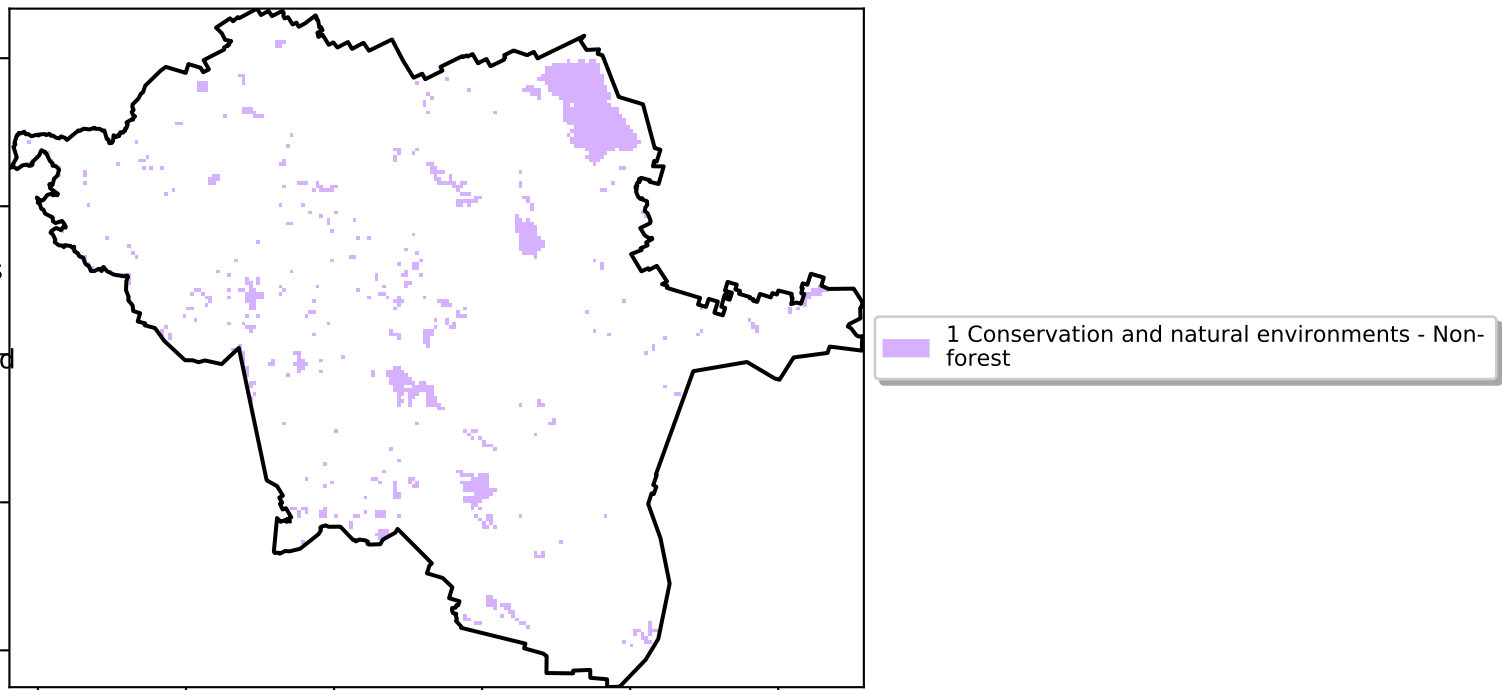 1 Conservation and natural environments - Non-
forest